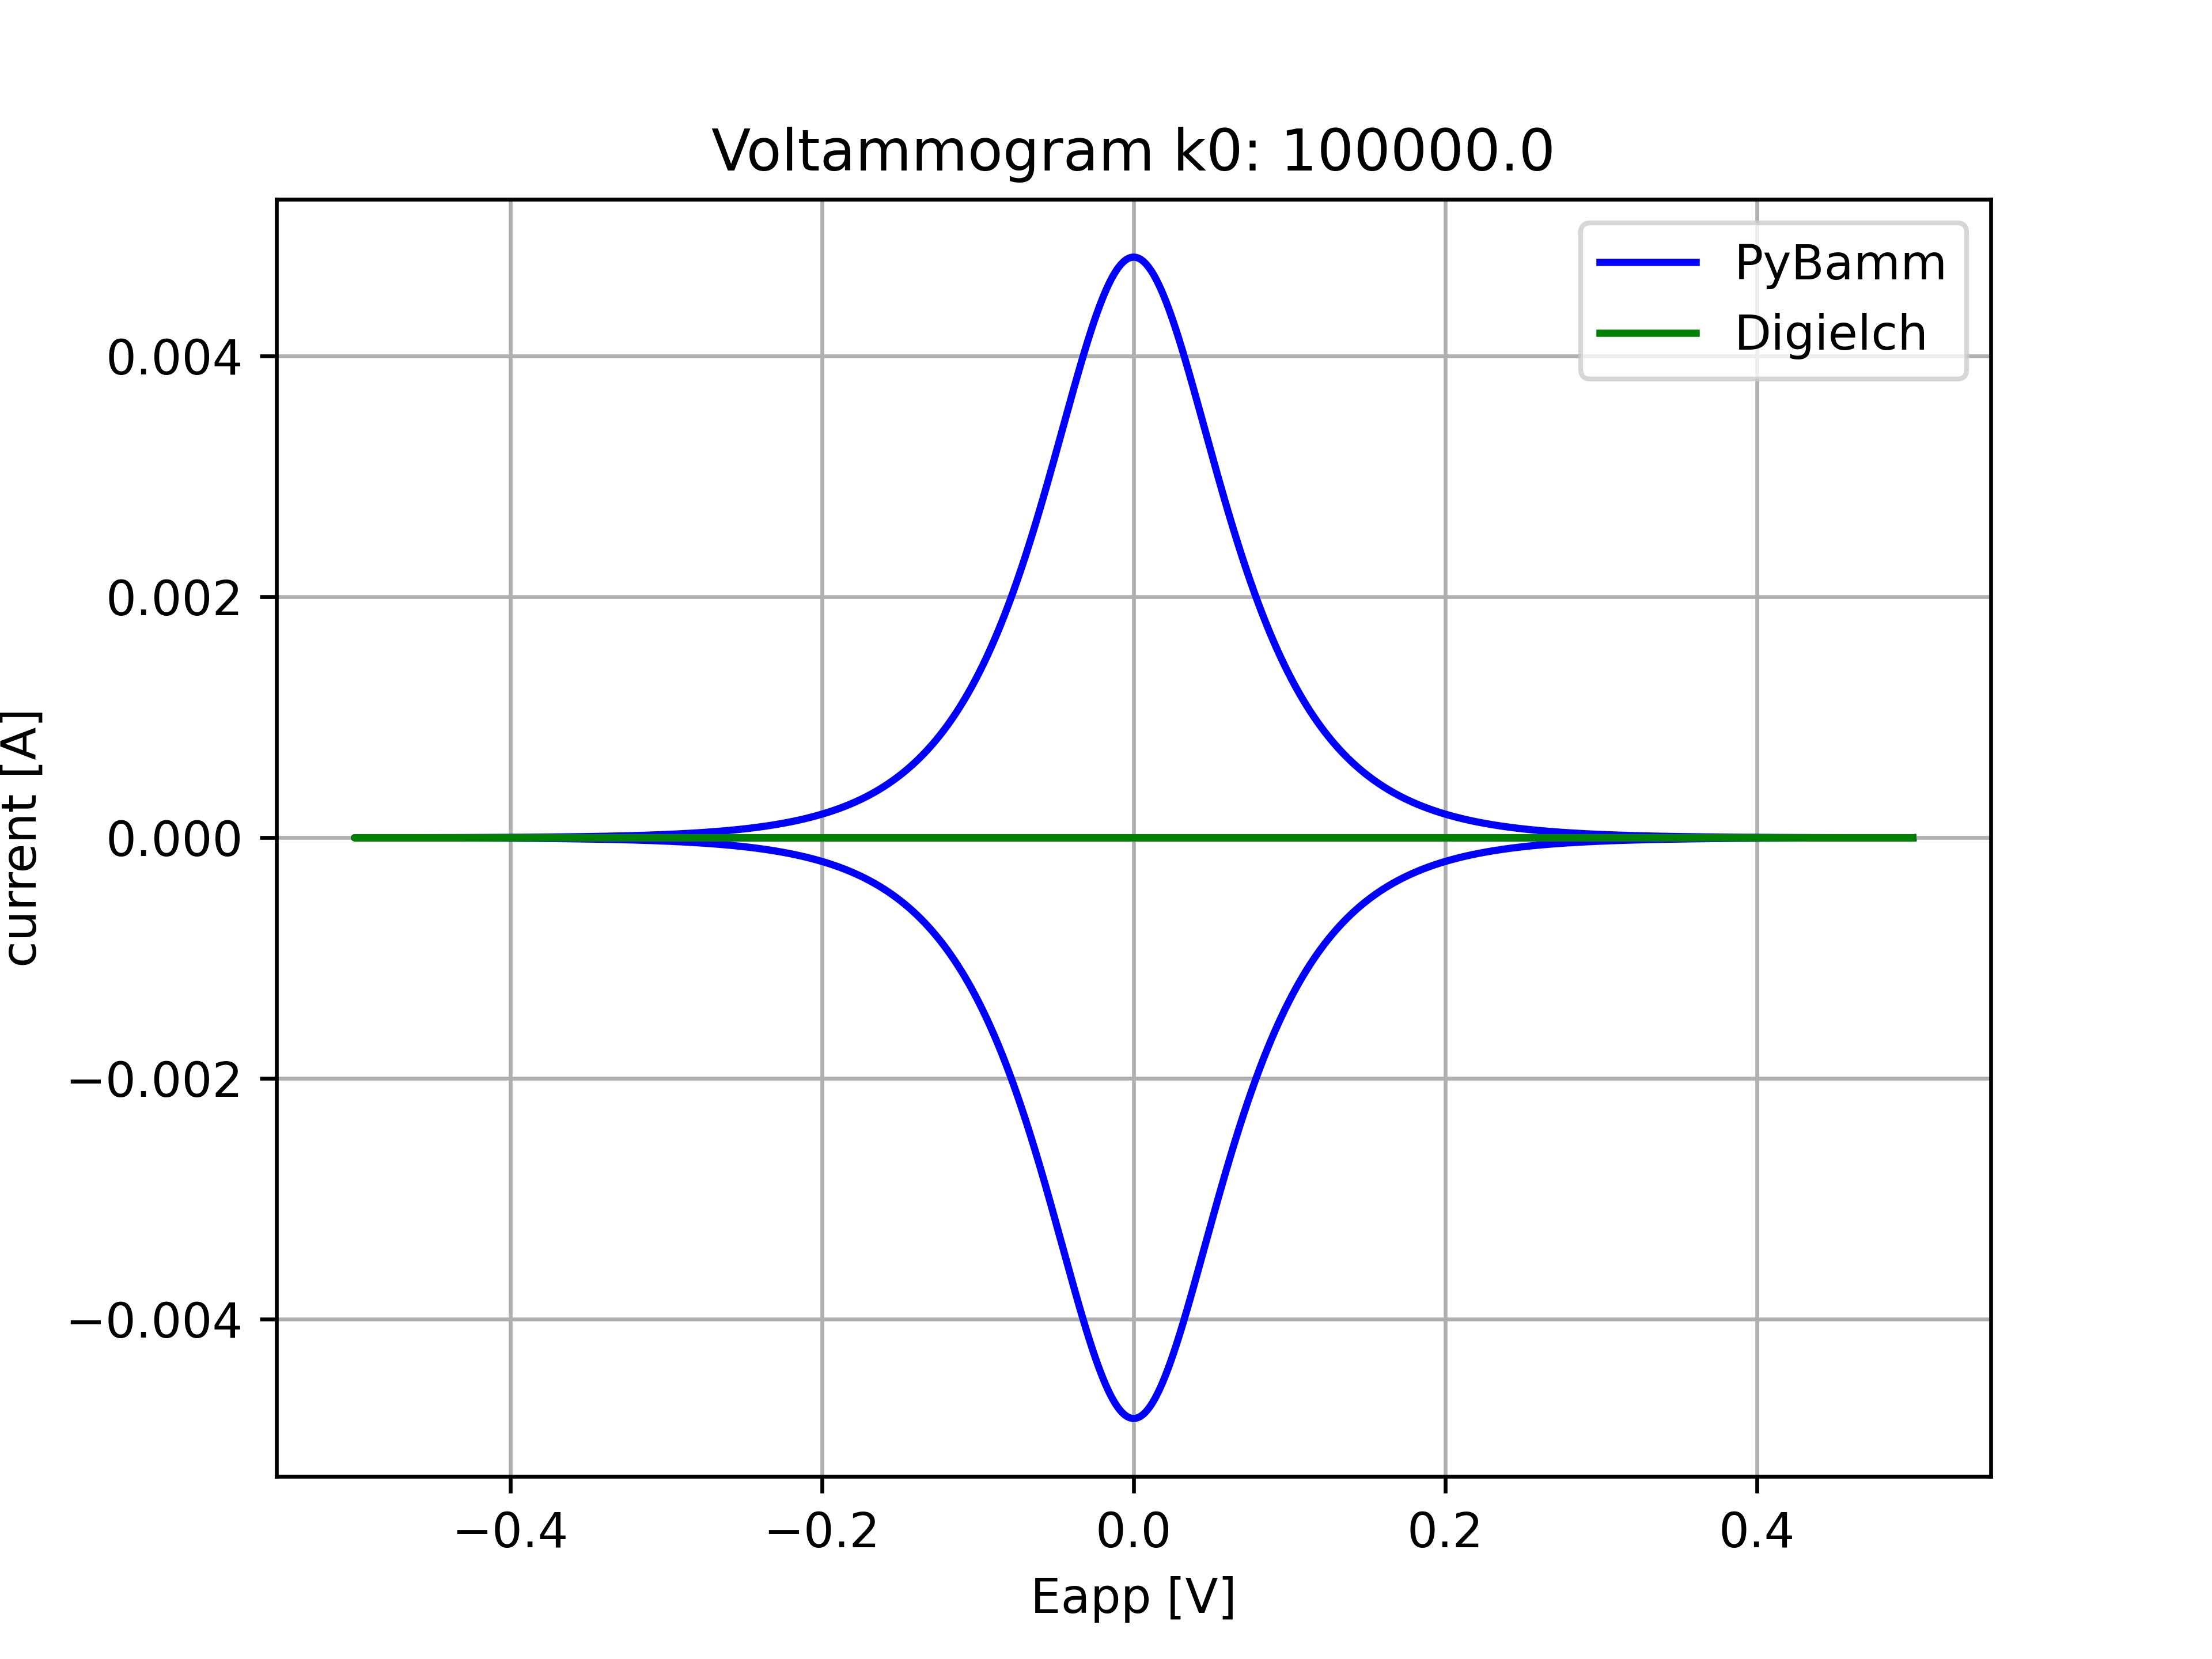 Voltammogram k0: 100000.0
PyBamm
Digielch
0.004
0.002
0.000
−0.002
−0.004
current [A]
−0.4 −0.2 0.0 0.2 0.4
Eapp [V]